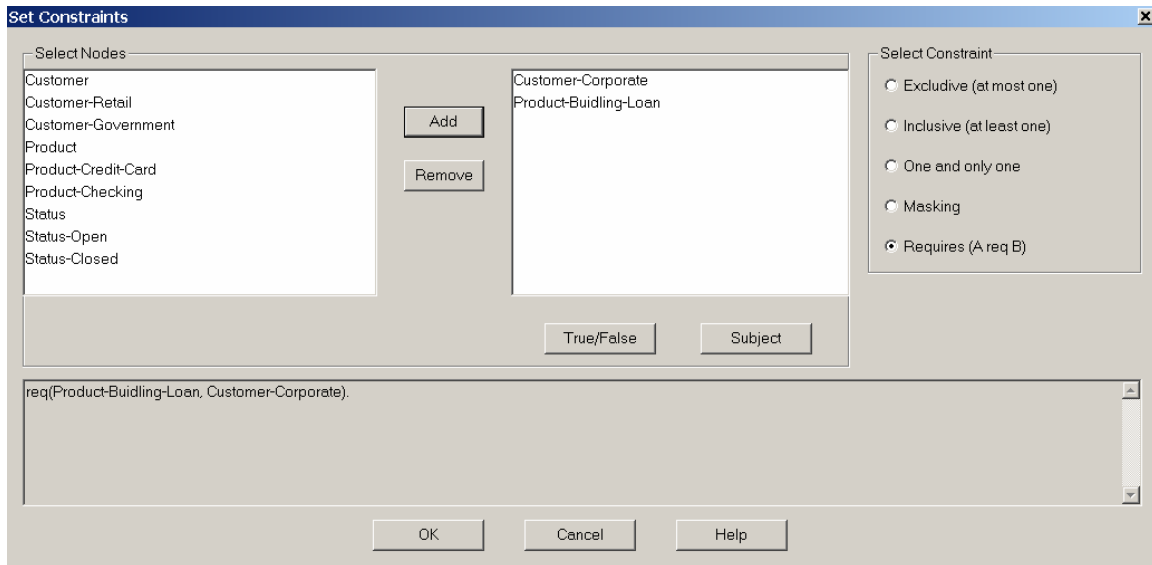 Set Constraints
Select Nodes
Customer
Customer-Retail
Customer-Government
Product
Product-Credit-Card
Product-Checking
Status
Status-Open
Status-Closed
Add
Remove
Customer-Corporate
Product-Buidling-Loan
True/False
Subject
Select Constraint
Excludive (at most one)
Inclusive (at least one)
One and only one
Masking
Requires (A req B)
req(Product-Buidling-Loan, Customer-Corporate).
OK
Cancel
Help